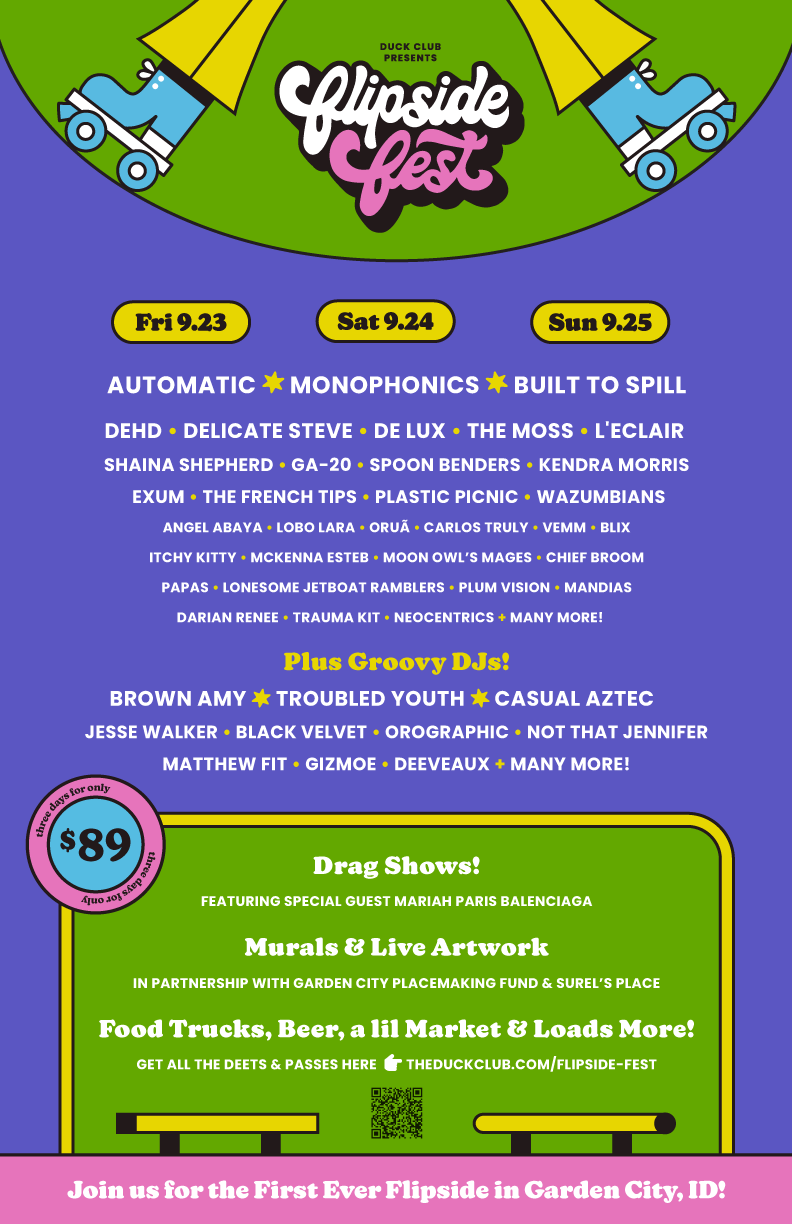 DUCK CLUB
PRESENTS
flipside
fest
Fri 9.23
Sat 9.24
Sun 9.25
AUTOMATIC ★ MONOPHONICS ★ BUILT TO SPILL
DEHD • DELICATE STEVE • DE LUX • THE MOSS • L'ECLAIR
SHAINA SHEPHERD • GA-20 • SPOON BENDERS • KENDRA MORRIS
EXUM • THE FRENCH TIPS • PLASTIC PICNIC • WAZUMBIANS
ANGEL ABAYA • LOBO LARA • ORUÃ • CARLOS TRULY • VEMM • BLIX
ITCHY KITTY • MCKENNA ESTEB • MOON OWL'S MAGES • CHIEF BROOM
PAPAS • LONESOME JETBOAT RAMBLERS • PLUM VISION • MANDIAS
DARIAN RENEE • TRAUMA KIT • NEOCENTRICS + MANY MORE!
Plus Groovy DJs!
BROWN AMY ★ TROUBLED YOUTH ★ CASUAL AZTEC
JESSE WALKER • BLACK VELVET • OROGRAPHIC • NOT THAT JENNIFER
MATTHEW FIT • GIZMOE • DEEVEAUX + MANY MORE!
three days for only
$89
three days for only
Drag Shows!
FEATURING SPECIAL GUEST MARIAH PARIS BALENCIAGA
Murals & Live Artwork
IN PARTNERSHIP WITH GARDEN CITY PLACEMAKING FUND & SUREL'S PLACE
Food Trucks, Beer, a lil Market & Loads More!
GET ALL THE DEETS & PASSES HERE 👉 THEDUCKCLUB.COM/FLIPSIDE-FEST
Join us for the First Ever Flipside in Garden City, ID!